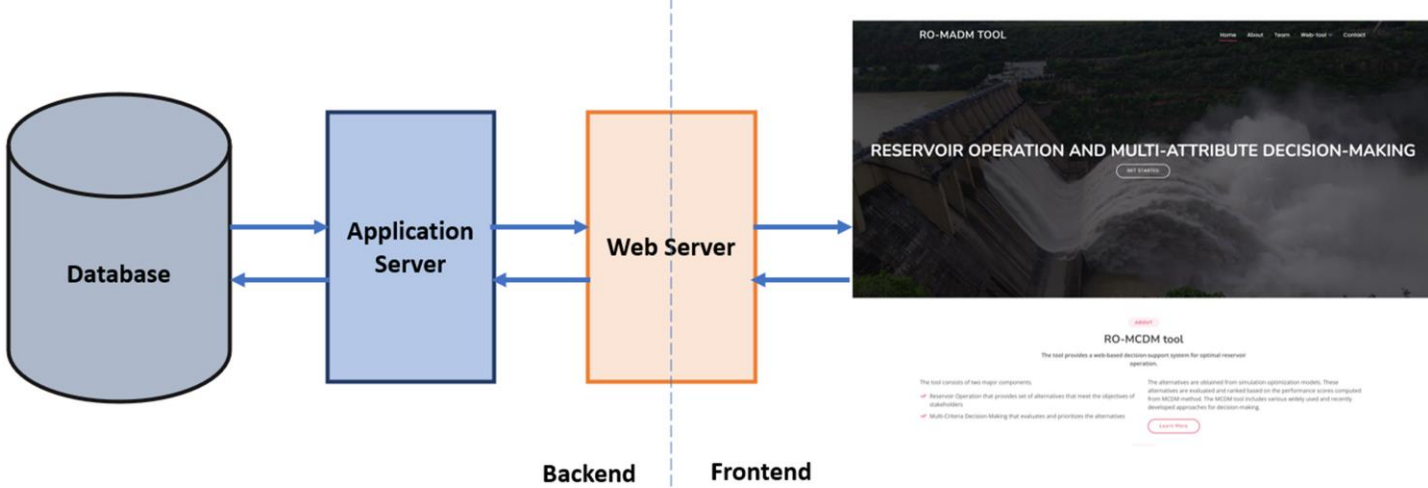 RO-MADM TOOL
Home About Team Web-tool Contact
RESERVOIR OPERATION AND MULTI-ATTRIBUTE DECISION-MAKING
GET STARTED
Database
Application
Server
Web Server
ABOUT
RO-MCDM tool
The tool provides a web-based decision-support system for optimal reservoir
operation.
The tool consists of two major components.
Reservoir Operation that provides set of alternatives that meet the objectives of
stakeholders
Multi-Criteria Decision Making that evaluates and prioritizes the alternatives
The alternatives are obtained from simulation-optimization models. These
alternatives are evaluated and ranked based on the performance scores computed
from MCDM method. The MCDM tool includes various widely used and recently
developed approaches for decision-making.
Learn More
Backend
Frontend